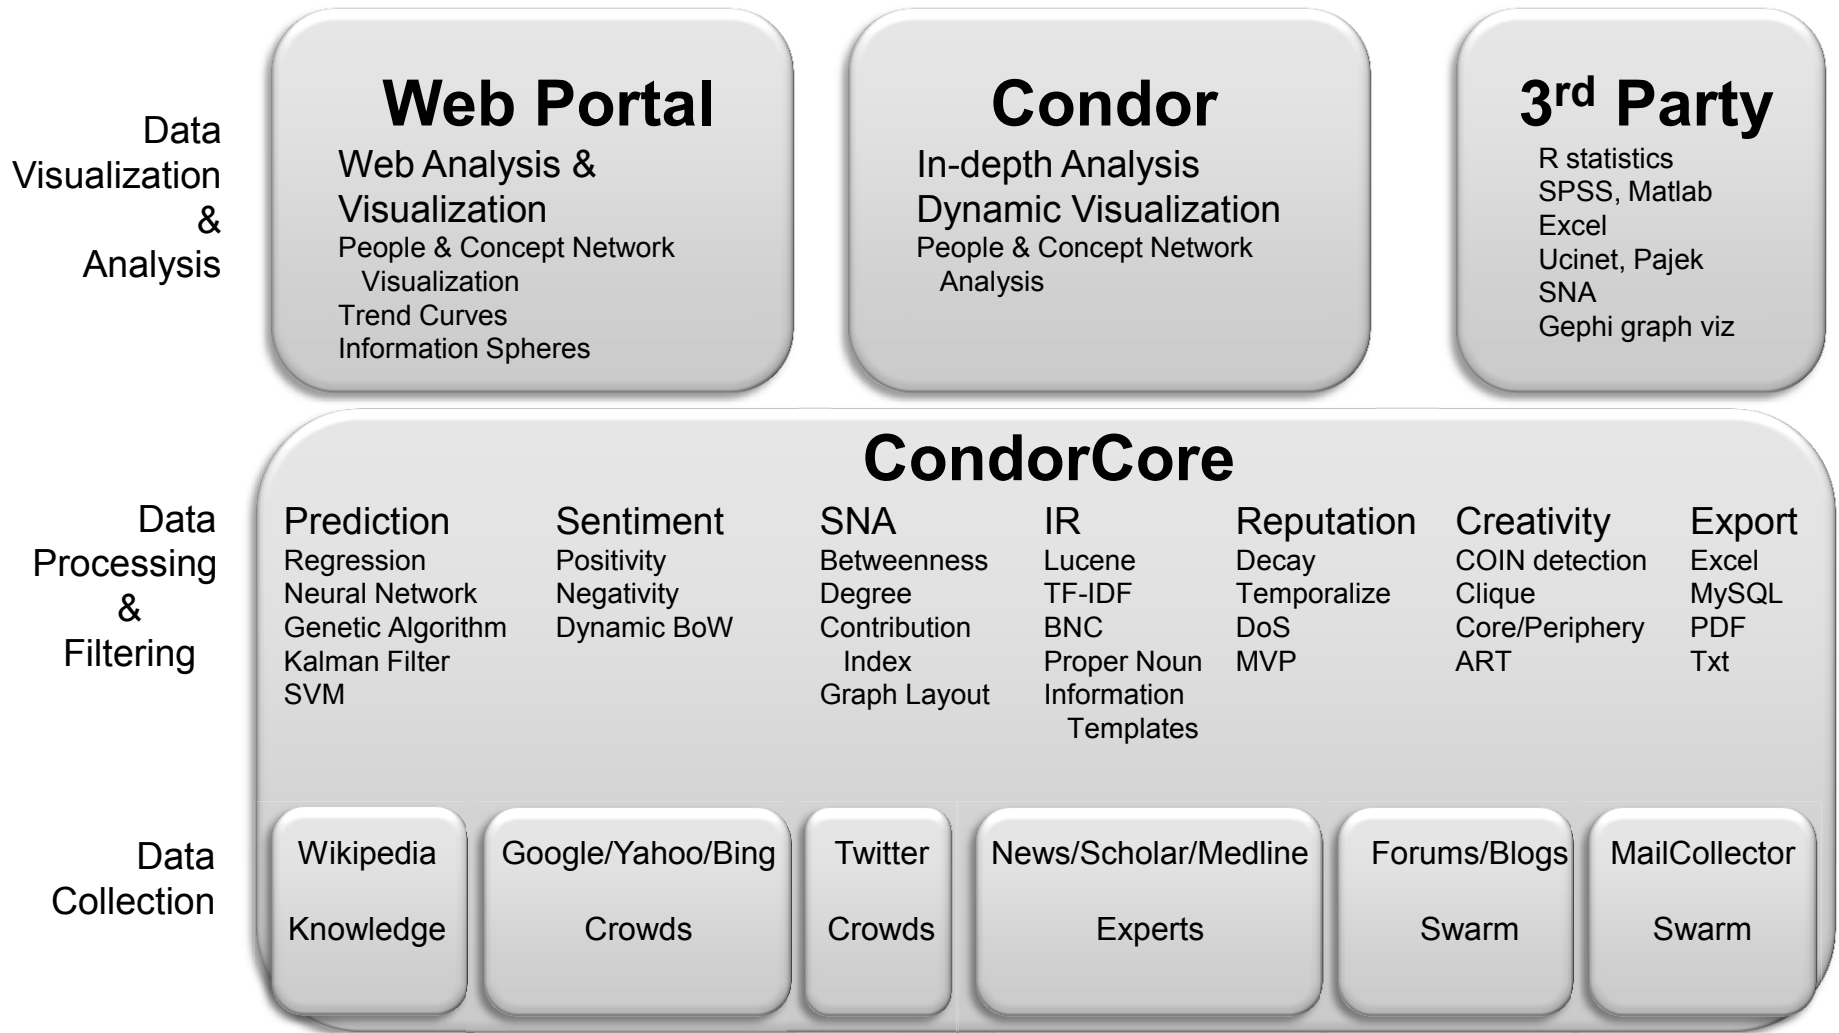 Data
Visualization
&
Analysis
Web Portal
Web Analysis &
Visualization
People & Concept Network
Visualization
Trend Curves
Information Spheres
Condor
In-depth Analysis
Dynamic Visualization
People & Concept Network
Analysis
3rd Party
R statistics
SPSS, Matlab
Excel
Ucinet, Pajek
SNA
Gephi graph viz
Data
Processing
&
Filtering
CondorCore
Prediction
Regression
Neural Network
Genetic Algorithm
Kalman Filter
SVM
Sentiment
Positivity
Negativity
Dynamic BoW
SNA
Betweenness
Degree
Contribution
Index
Graph Layout
IR
Lucene
TF-IDF
BNC
Proper Noun
Information
Templates
Reputation
Decay
Temporalize
DoS
MVP
Creativity
COIN detection
Clique
Core/Periphery
ART
Export
Excel
MySQL
PDF
Txt
Data
Collection
Wikipedia
Knowledge
Google/Yahoo/Bing
Crowds
Twitter
Crowds
News/Scholar/Medline
Experts
Forums/Blogs
Swarm
MailCollector
Swarm